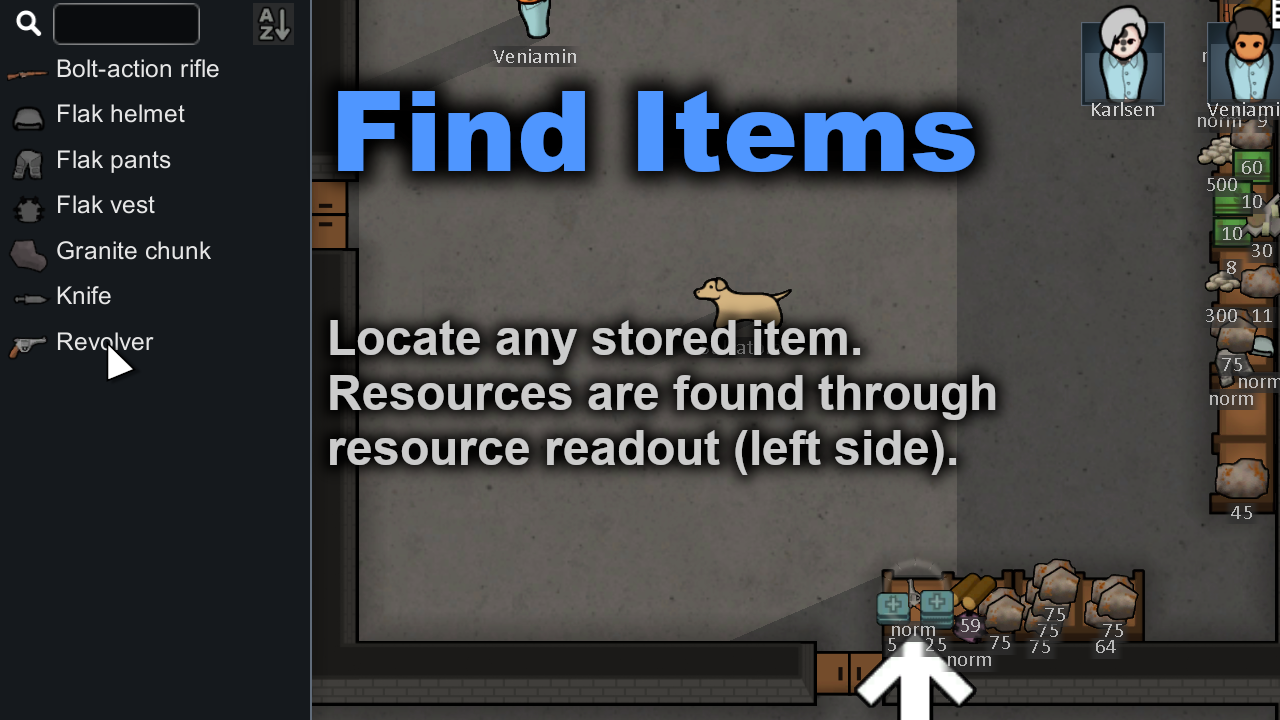 A
Z
Bolt-action rifle
Flak helmet
Flak pants
Flak vest
Granite chunk
Knife
Revolver
Veniamin
Find Items
Locate any stored item.
Resources are found through
resource readout (left side).
Karlsen
Veniami
norm 9
60
500
10
10
30
8
300 11
75
norm
norm
45
norm
59
75
75
5 25
75
75
75
64
norm